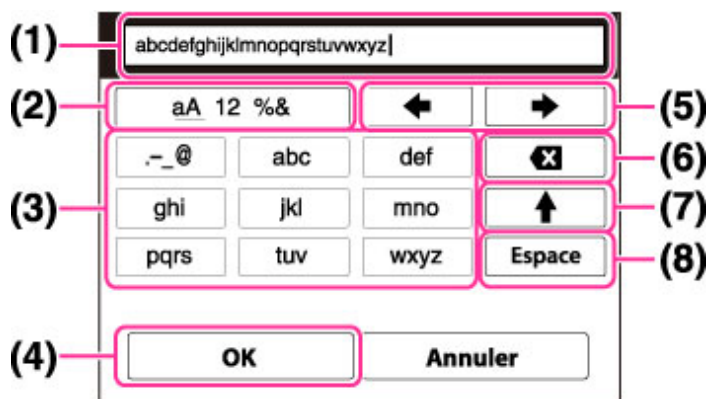 (1) abcdefghijklmnopqrstuvwxyz
(2) aA 12 %& (5)
.-_@ abc def (6)
(3) ghi jkl mno (7)
pqrs tuv wxyz Espace (8)
(4) OK Annuler